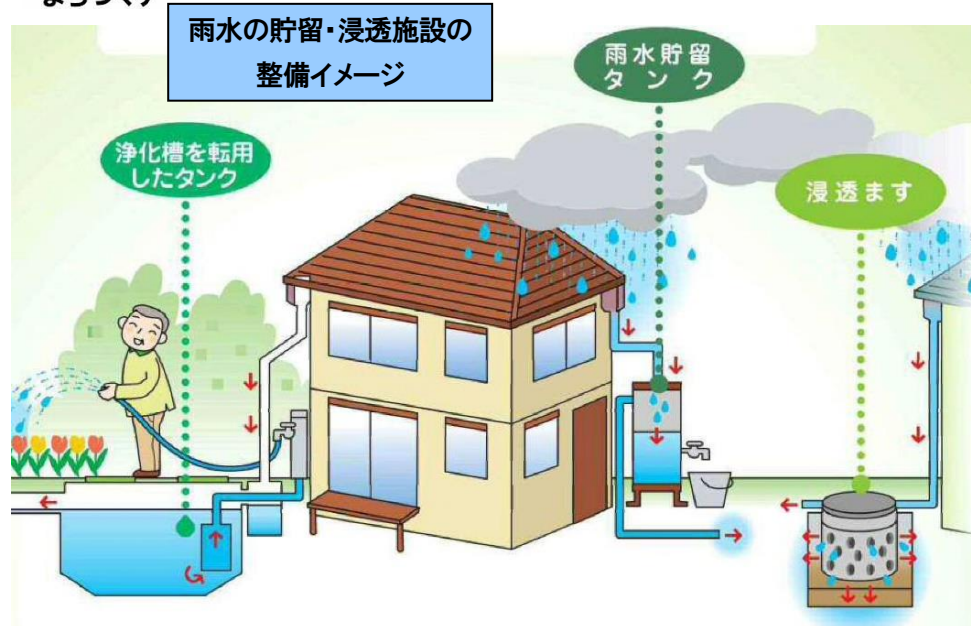 雨水の貯留・浸透施設の
整備イメージ
雨水貯留
タンク
浄化槽を転用
したタンク
浸透ます